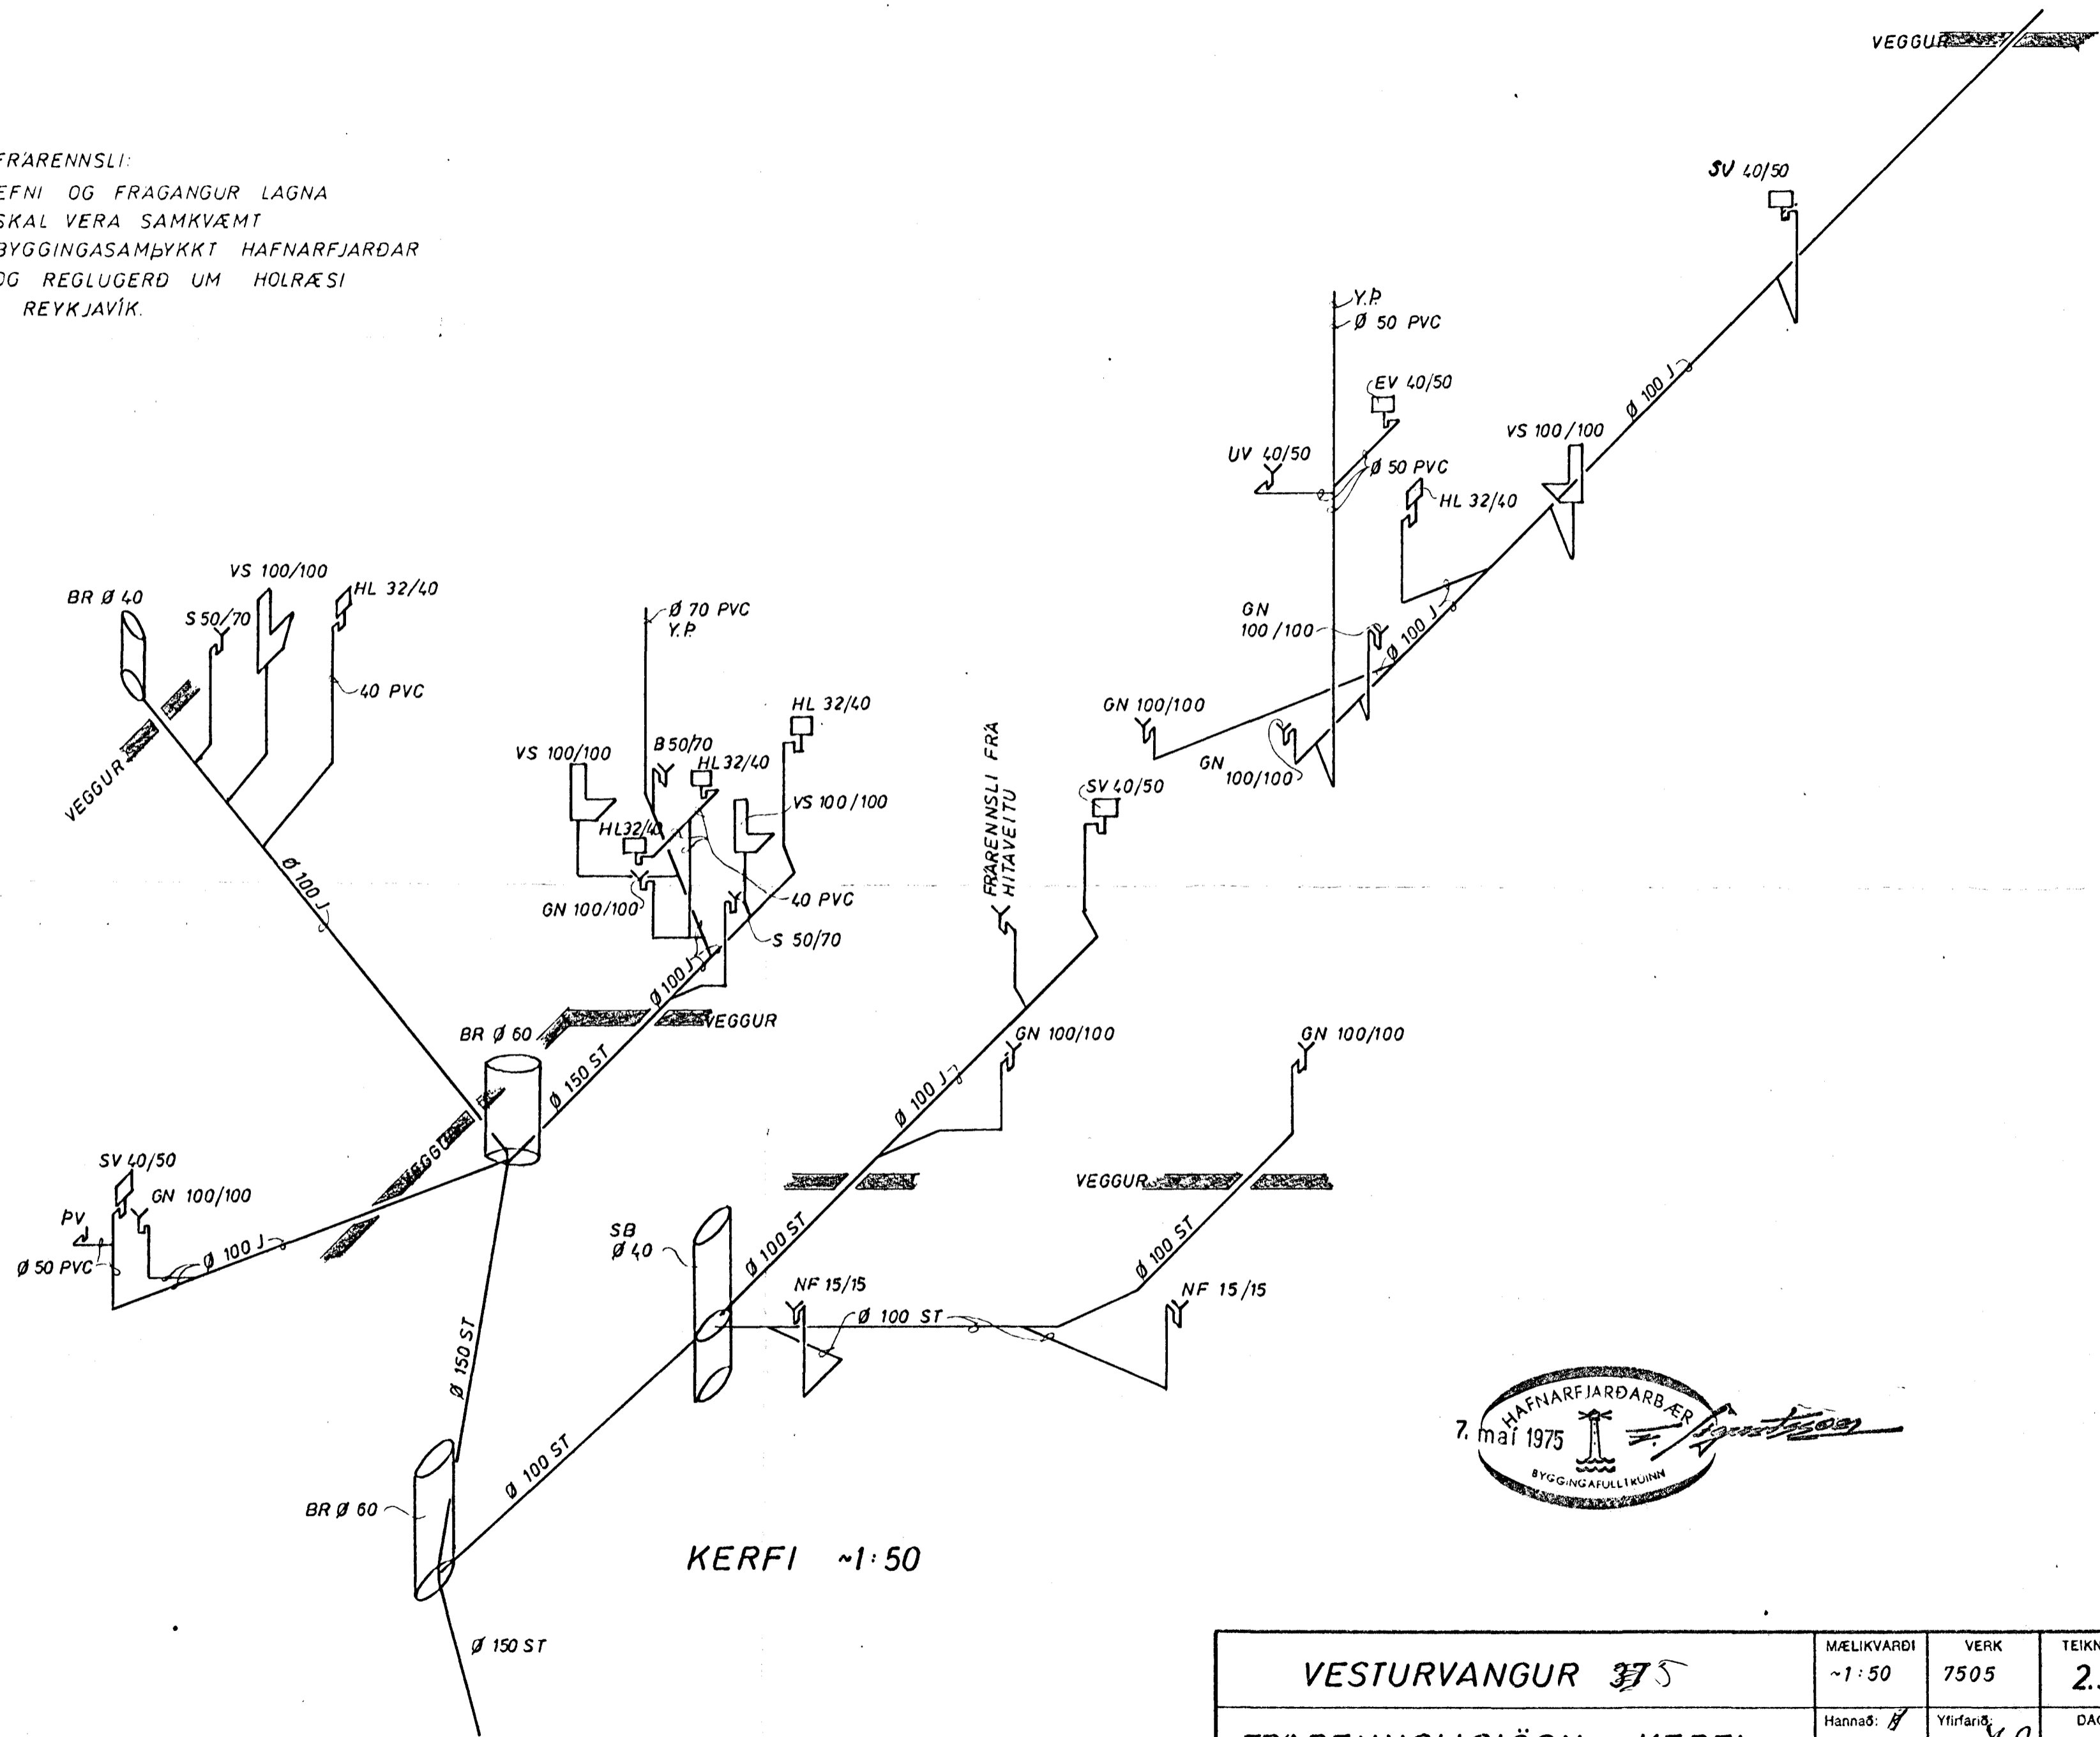 FRÁRENNSLI:
EFNI OG FRAGANGUR LAGNA
SKAL VERA SAMKVÆMT
BYGGINGASAMÞYKKT HAFNARFJARÐAR
OG REGLUGERÐ UM HOLRÆSI
REYKJAVÍK.
VEGGUR
SV 40/50
Y.P.
Ø 50 PVC
EV 40/50
UV 40/50
Ø 50 PVC
HL 32/40
VS 100/100
Ø 100 J
GN
100/100
Ø 100 J
GN 100/100
GN
100/100
BR Ø 40
S 50/70
VS 100/100
HL 32/40
40 PVC
VEGGUR
Ø 100 J
Ø 70 PVC
Y.P.
VS 100/100
B 50/70
HL 32/40
HL 32/40
HL 32/40
VS 100/100
GN 100/100
40 PVC
S 50/70
Ø 100 J
VEGGUR
BR Ø 60
Ø 150 ST
VEGGUR
FRÁRENNSLI FRÁ
HITAVEITU
SV 40/50
GN 100/100
Ø 100 J
GN 100/100
VEGGUR
SV 40/50
GN 100/100
ÞV
Ø 50 PVC
Ø 100 J
SB
Ø 40
Ø 100 ST
NF 15/15
Ø 100 ST
Ø 100 ST
NF 15/15
Ø 150 ST
Ø 100 ST
BR Ø 60
Ø 150 ST
KERFI ~1:50
HAFNARFJARÐARBÆR
7. maí 1975
BYGGINGAFULLTRÚINN
VESTURVANGUR 5
MÆLIKVARÐI
~1:50
VERK
7505
TEIKN
2.
Hannað:
Yfirfarið:
DAG